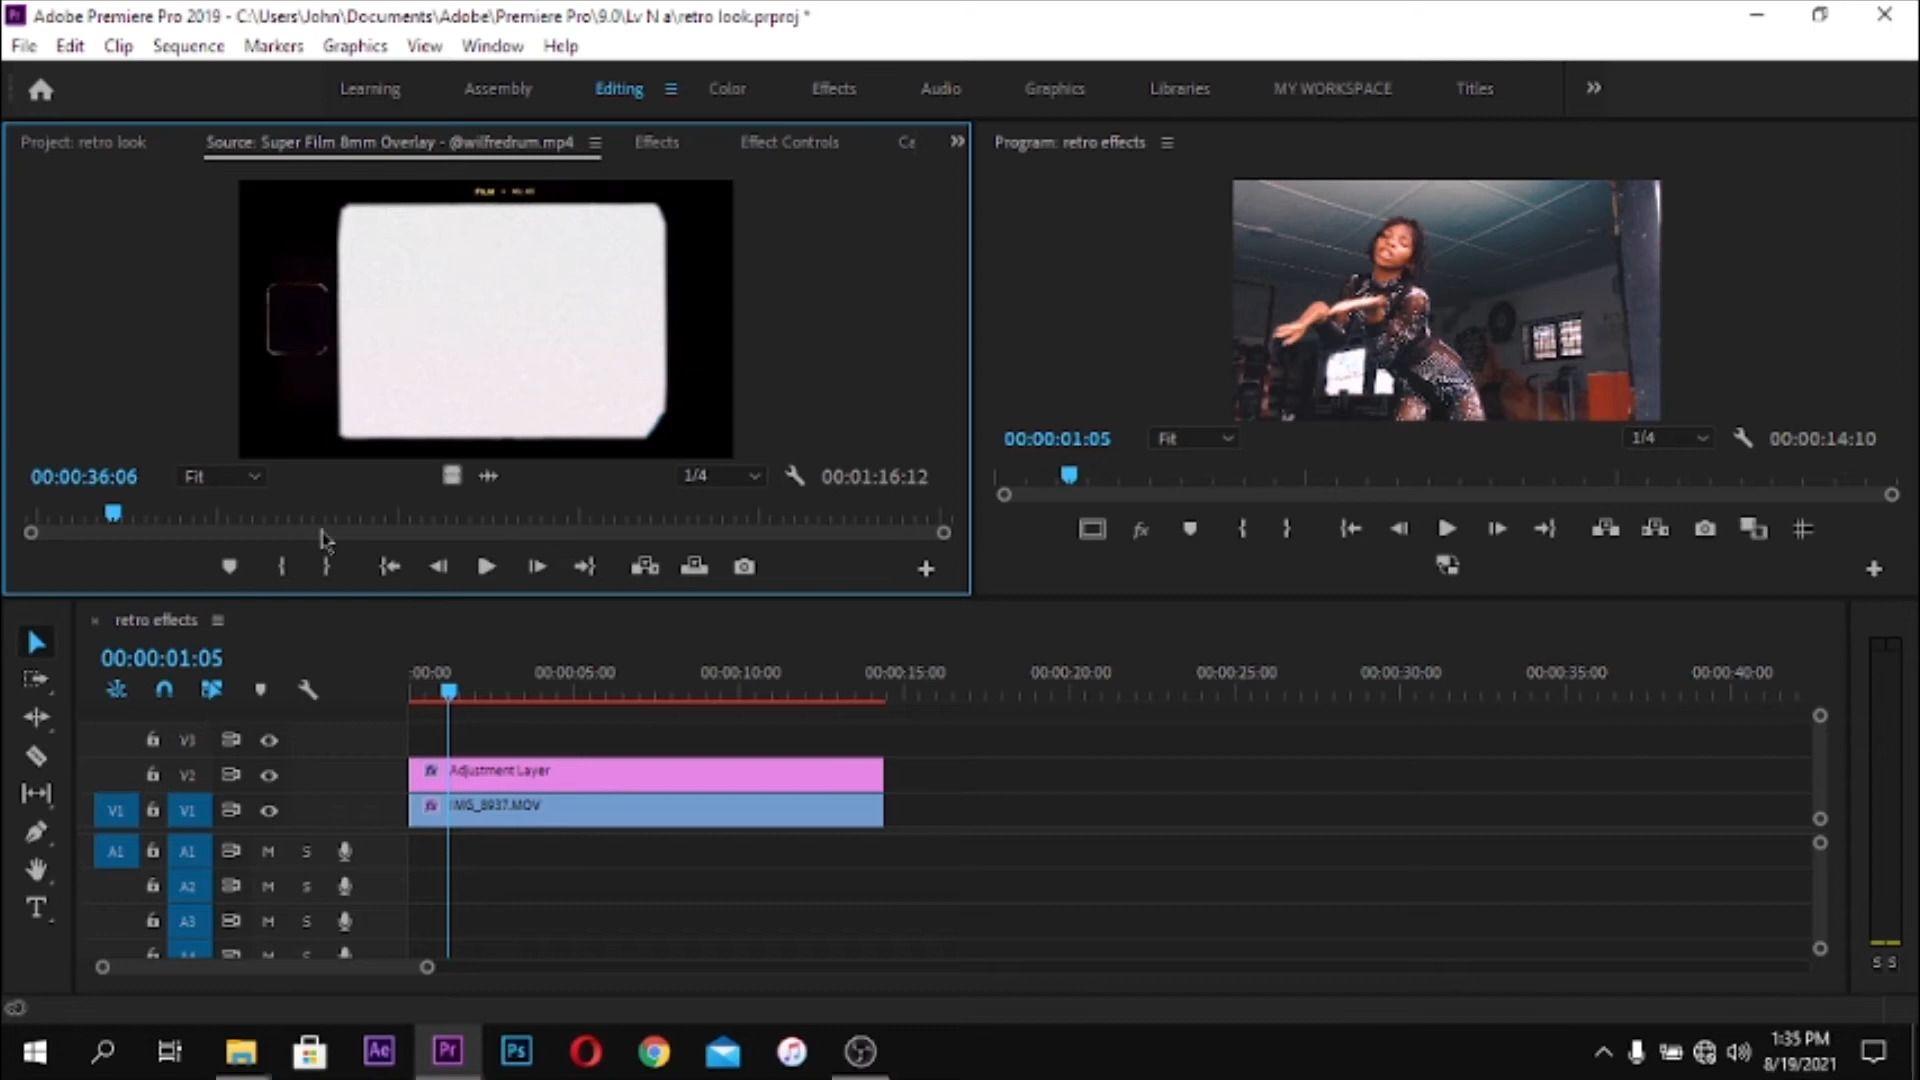 Adobe Premiere Pro 2019 - C:\Users\John\Documents\Adobe\Premiere Pro\9.0\Lv N a\retro look.prproj *
File Edit Clip Sequence Markers Graphics View Window Help
Learning Assembly Editing Color Effects Audio Graphics Libraries MY WORKSPACE Titles
Project: retro look Source: Super Film 8mm Overlay - @wilfredrum.mp4 Effects Effect Controls Program: retro effects
FILM
00:00:01:05 Fit 1/4 00:00:14:10
00:00:36:06 Fit 1/4 00:01:16:12
retro effects
00:00:01:05
:00:00 00:00:05:00 00:00:10:00 00:00:15:00 00:00:20:00 00:00:25:00 00:00:30:00 00:00:35:00 00:00:40:00
V3
V2 fx Adjustment Layer
V1 V1 fx IMG_8937.MOV
A1 A1 M S
A2 M S
A3 M S
S S
Ae Pr Ps
1:35 PM
8/19/2021